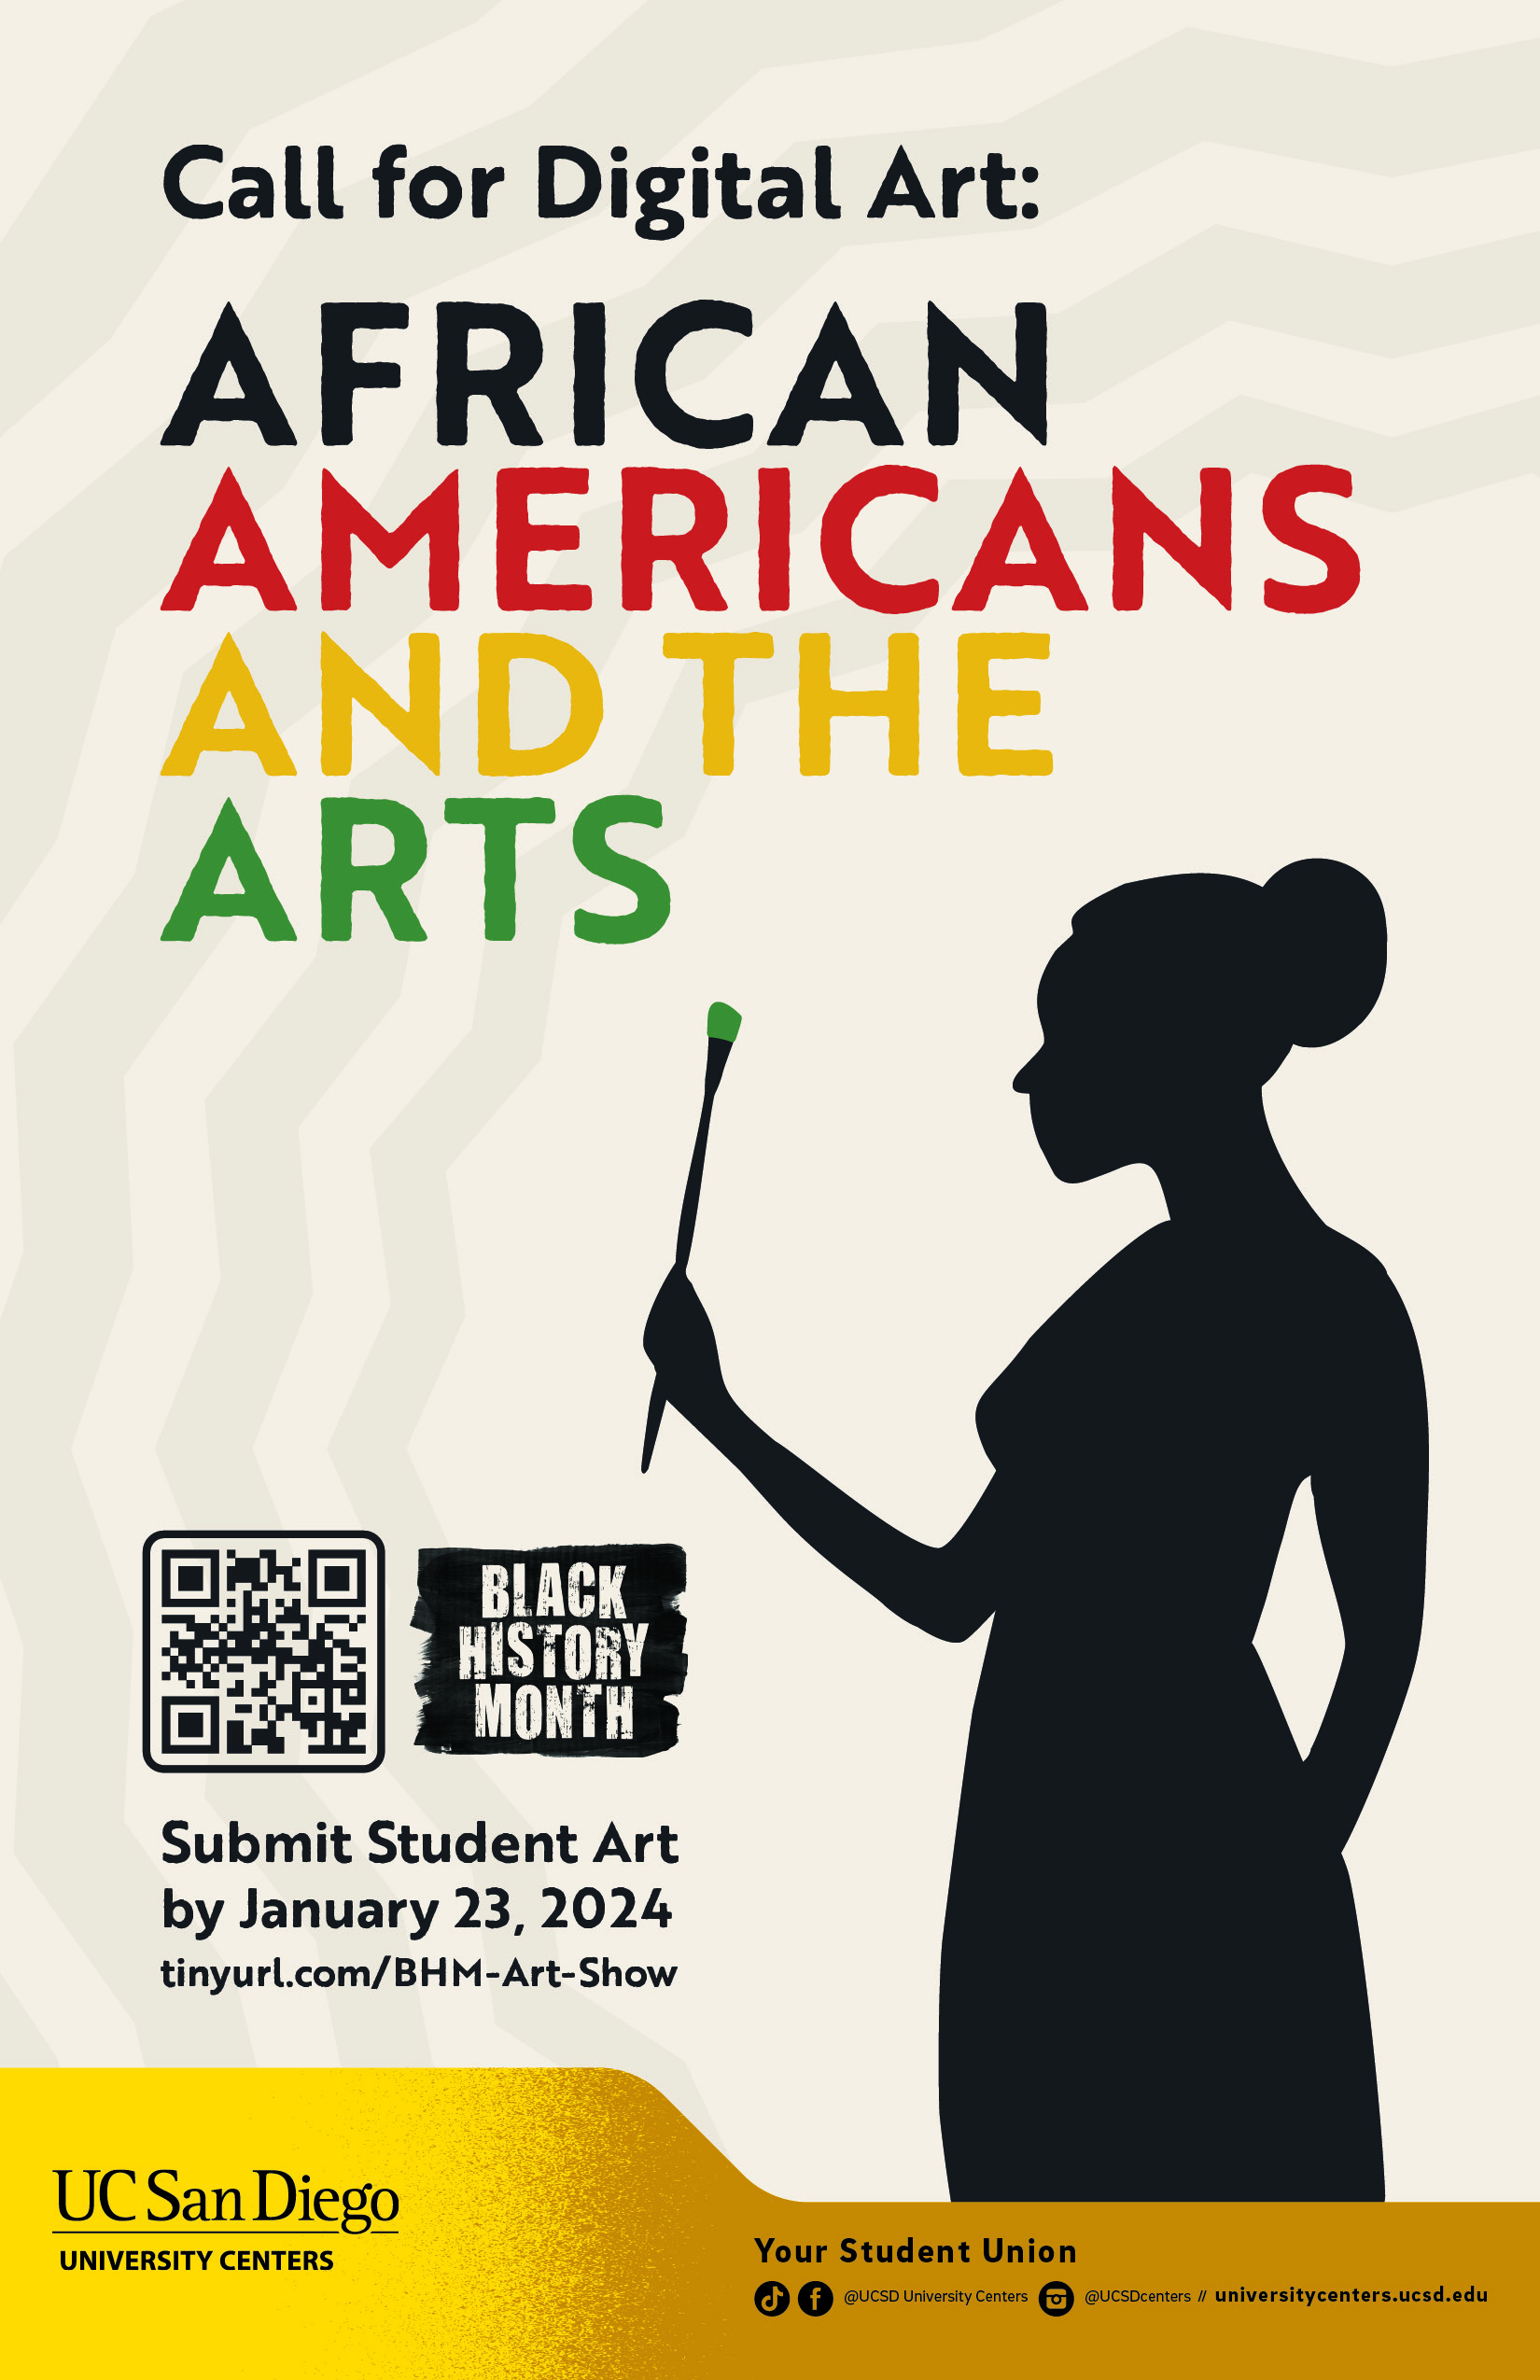 Call for Digital Art:
AFRICAN
AMERICANS
AND THE
ARTS
BLACK
HISTORY
MONTH
Submit Student Art
by January 23, 2024
tinyurl.com/BHM-Art-Show
UC San Diego
UNIVERSITY CENTERS
Your Student Union
@UCSD University Centers @UCSDcenters // universitycenters.ucsd.edu